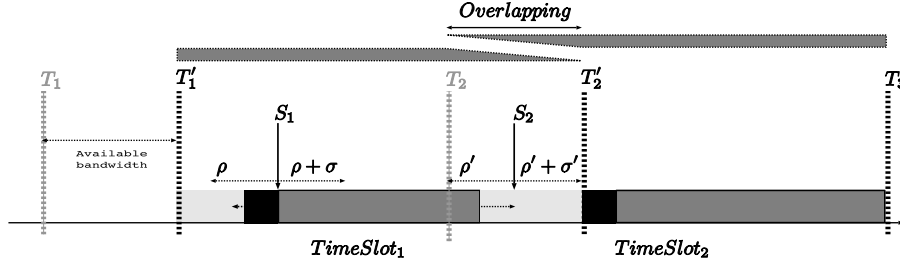 Overlapping
T₁ T₁′ T₂ T₂′ T₃
S₁ S₂
Available
bandwidth
ρ ρ + σ ρ′ ρ′ + σ′
TimeSlot₁ TimeSlot₂